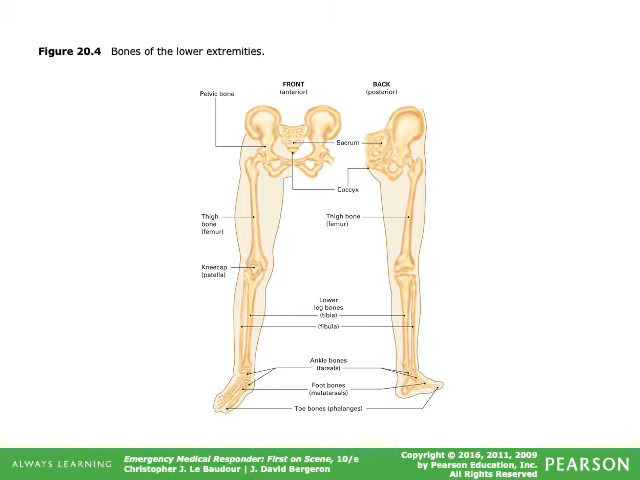 Figure 20.4 Bones of the lower extremities.
FRONT
(anterior)
BACK
(posterior)
Pelvic bone
Sacrum
Coccyx
Thigh
bone
(femur)
Thigh bone
(femur)
Kneecap
(patella)
Lower
leg bones
(tibia)
(fibula)
Ankle bones
(tarsals)
Foot bones
(metatarsals)
Toe bones (phalanges)
ALWAYS LEARNING
Emergency Medical Responder: First on Scene, 10/e
Christopher J. Le Baudour | J. David Bergeron
Copyright © 2016, 2011, 2009
by Pearson Education, Inc.
All Rights Reserved
PEARSON